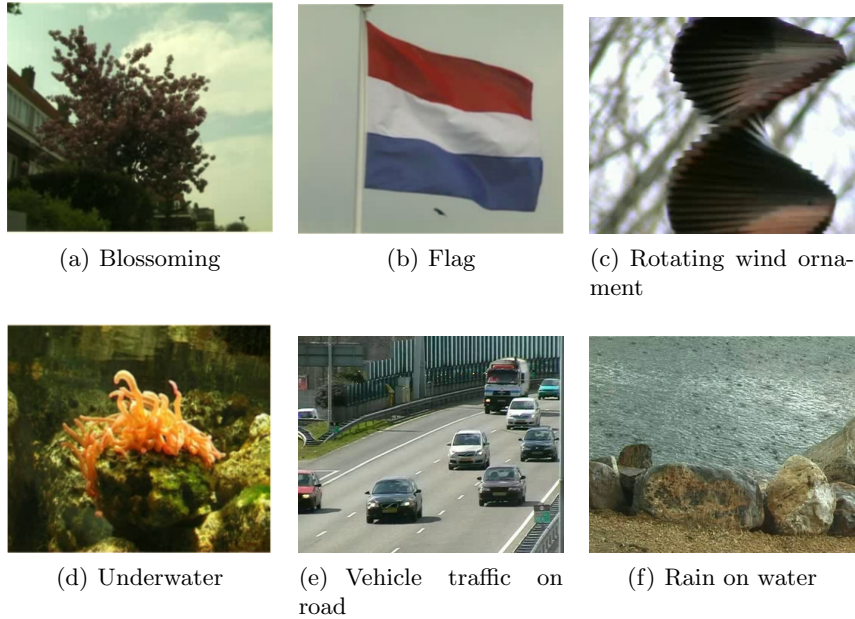 (a) Blossoming
(b) Flag
(c) Rotating wind orna-
ment
(d) Underwater
(e) Vehicle traffic on
road
(f) Rain on water